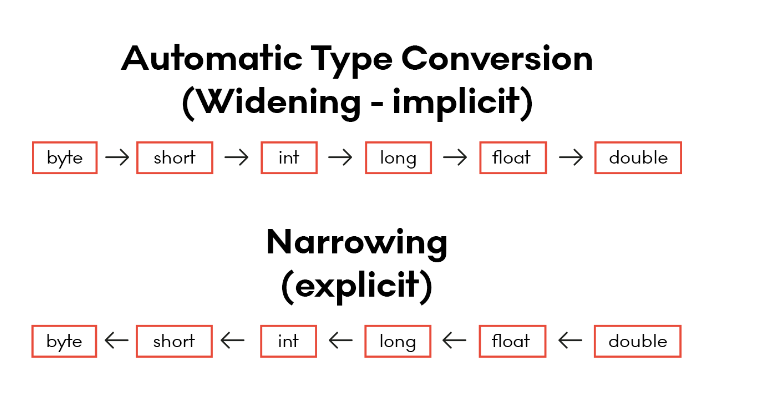 Automatic Type Conversion
(Widening - implicit)
byte → short → int → long → float → double
Narrowing
(explicit)
byte ← short ← int ← long ← float ← double